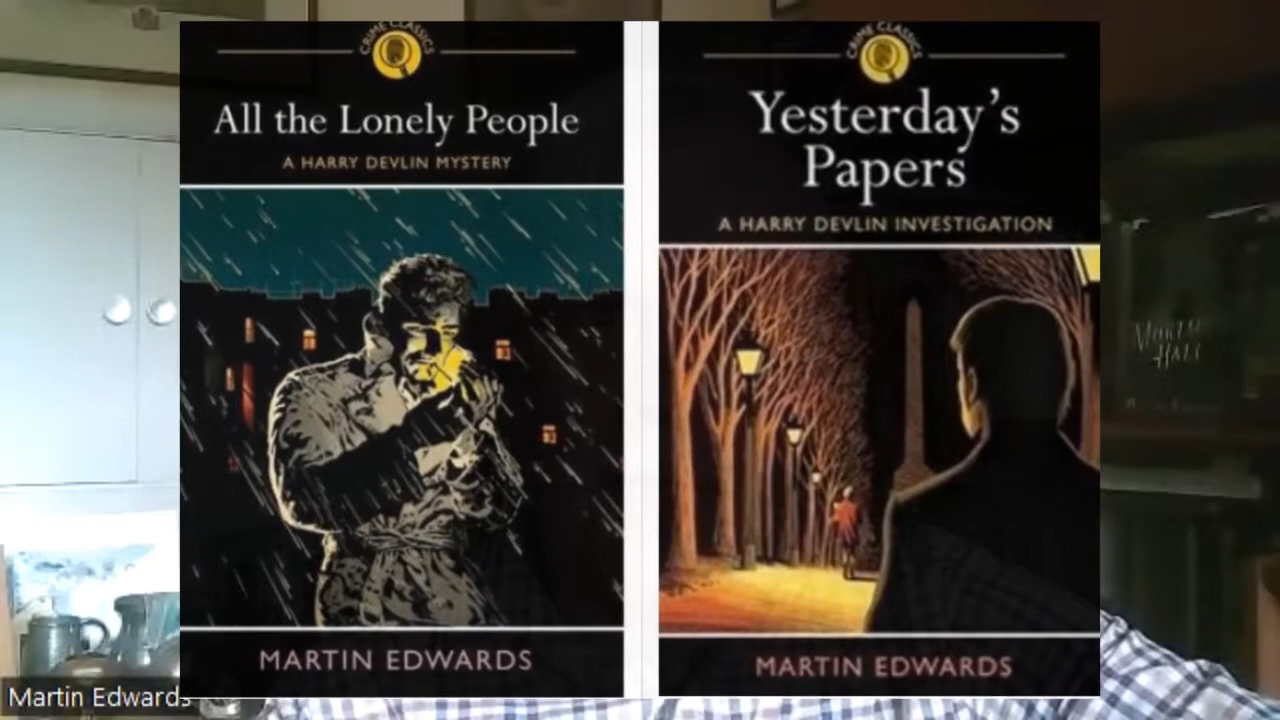 CRIME CLASSICS
All the Lonely People
A HARRY DEVLIN MYSTERY
MARTIN EDWARDS
CRIME CLASSICS
Yesterday's
Papers
A HARRY DEVLIN INVESTIGATION
MARTIN EDWARDS
Martin Edwards